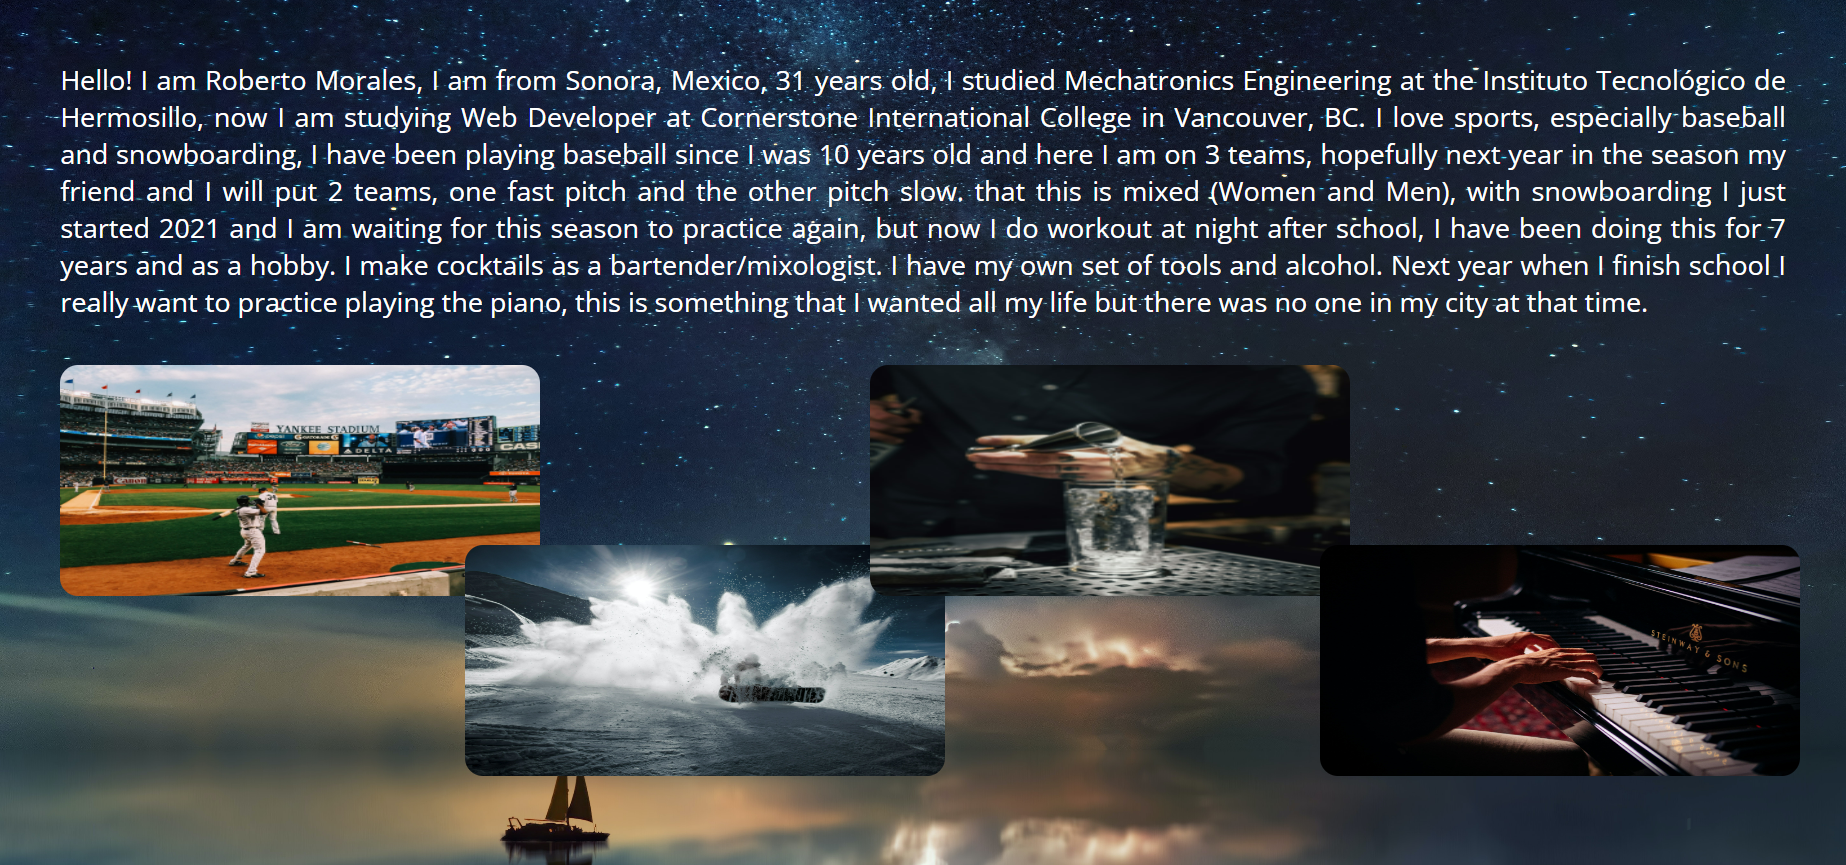 Hello! I am Roberto Morales, I am from Sonora, Mexico, 31 years old, I studied Mechatronics Engineering at the Instituto Tecnológico de
Hermosillo, now I am studying Web Developer at Cornerstone International College in Vancouver, BC. I love sports, especially baseball
and snowboarding, I have been playing baseball since I was 10 years old and here I am on 3 teams, hopefully next year in the season my
friend and I will put 2 teams, one fast pitch and the other pitch slow. that this is mixed (Women and Men), with snowboarding I just
started 2021 and I am waiting for this season to practice again, but now I do workout at night after school, I have been doing this for 7
years and as a hobby. I make cocktails as a bartender/mixologist. I have my own set of tools and alcohol. Next year when I finish school I
really want to practice playing the piano, this is something that I wanted all my life but there was no one in my city at that time.
YANKEE STADIUM
DELTA
Canon
STEINWAY & SONS